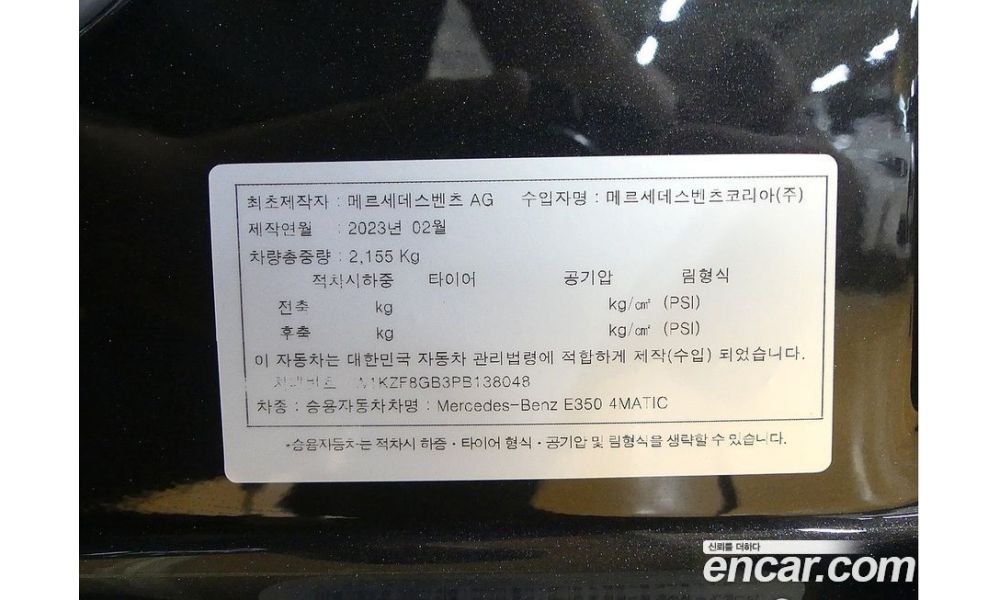 최초제작자 : 메르세데스벤츠 AG 수입자명 : 메르세데스벤츠코리아(주)
제작연월 : 2023년 02월
차량총중량 : 2,155 Kg
적차시하중 타이어 공기압 림형식
전축 kg kg/㎠ (PSI)
후축 kg kg/㎠ (PSI)
이 자동차는 대한민국 자동차 관리법령에 적합하게 제작(수입) 되었습니다.
차대번호 W1KZF8GB3PB138048
차종 : 승용자동차차명 : Mercedes-Benz E350 4MATIC
*승용자동차는 적차시 하중·타이어 형식·공기압 및 림형식을 생략할 수 있습니다.
신뢰를 더하다
encar.com